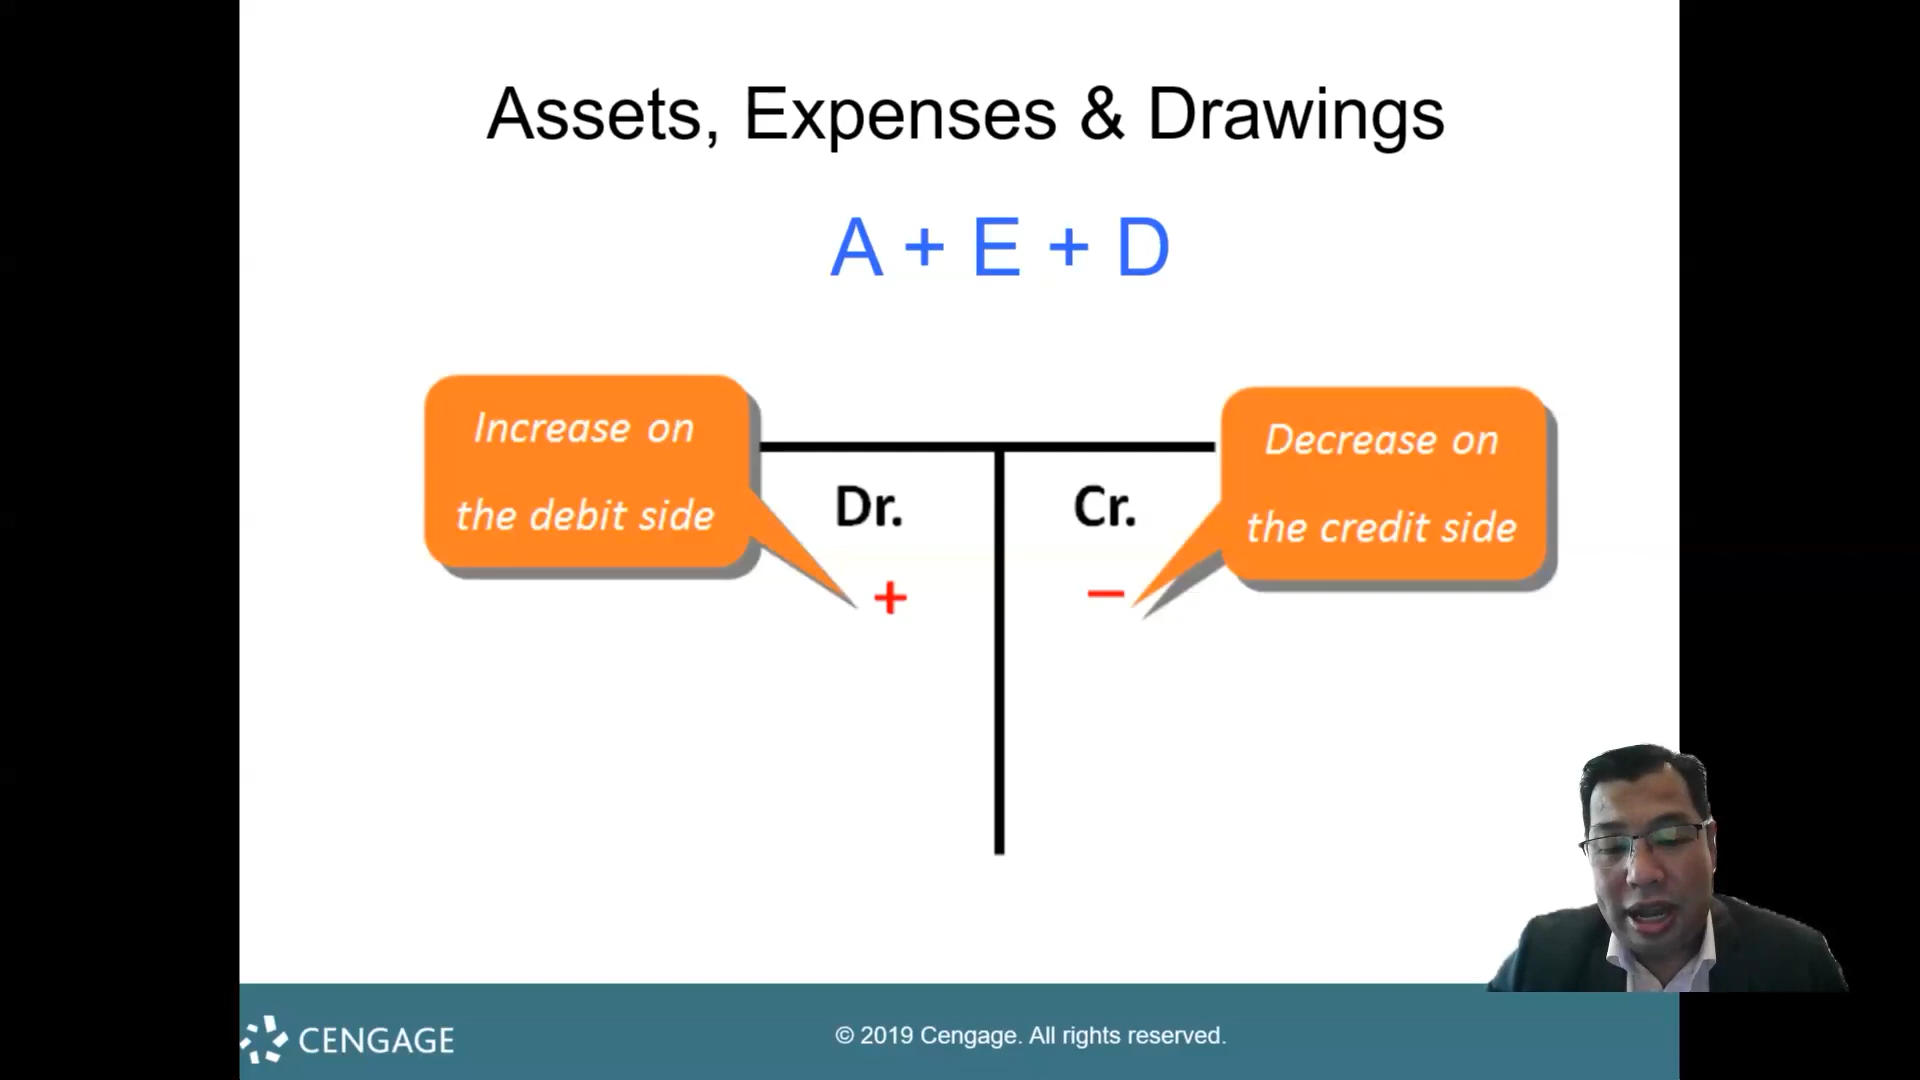 Assets, Expenses & Drawings
A + E + D
Increase on
the debit side
Decrease on
the credit side
Dr.
Cr.
+
–
CENGAGE
© 2019 Cengage. All rights reserved.